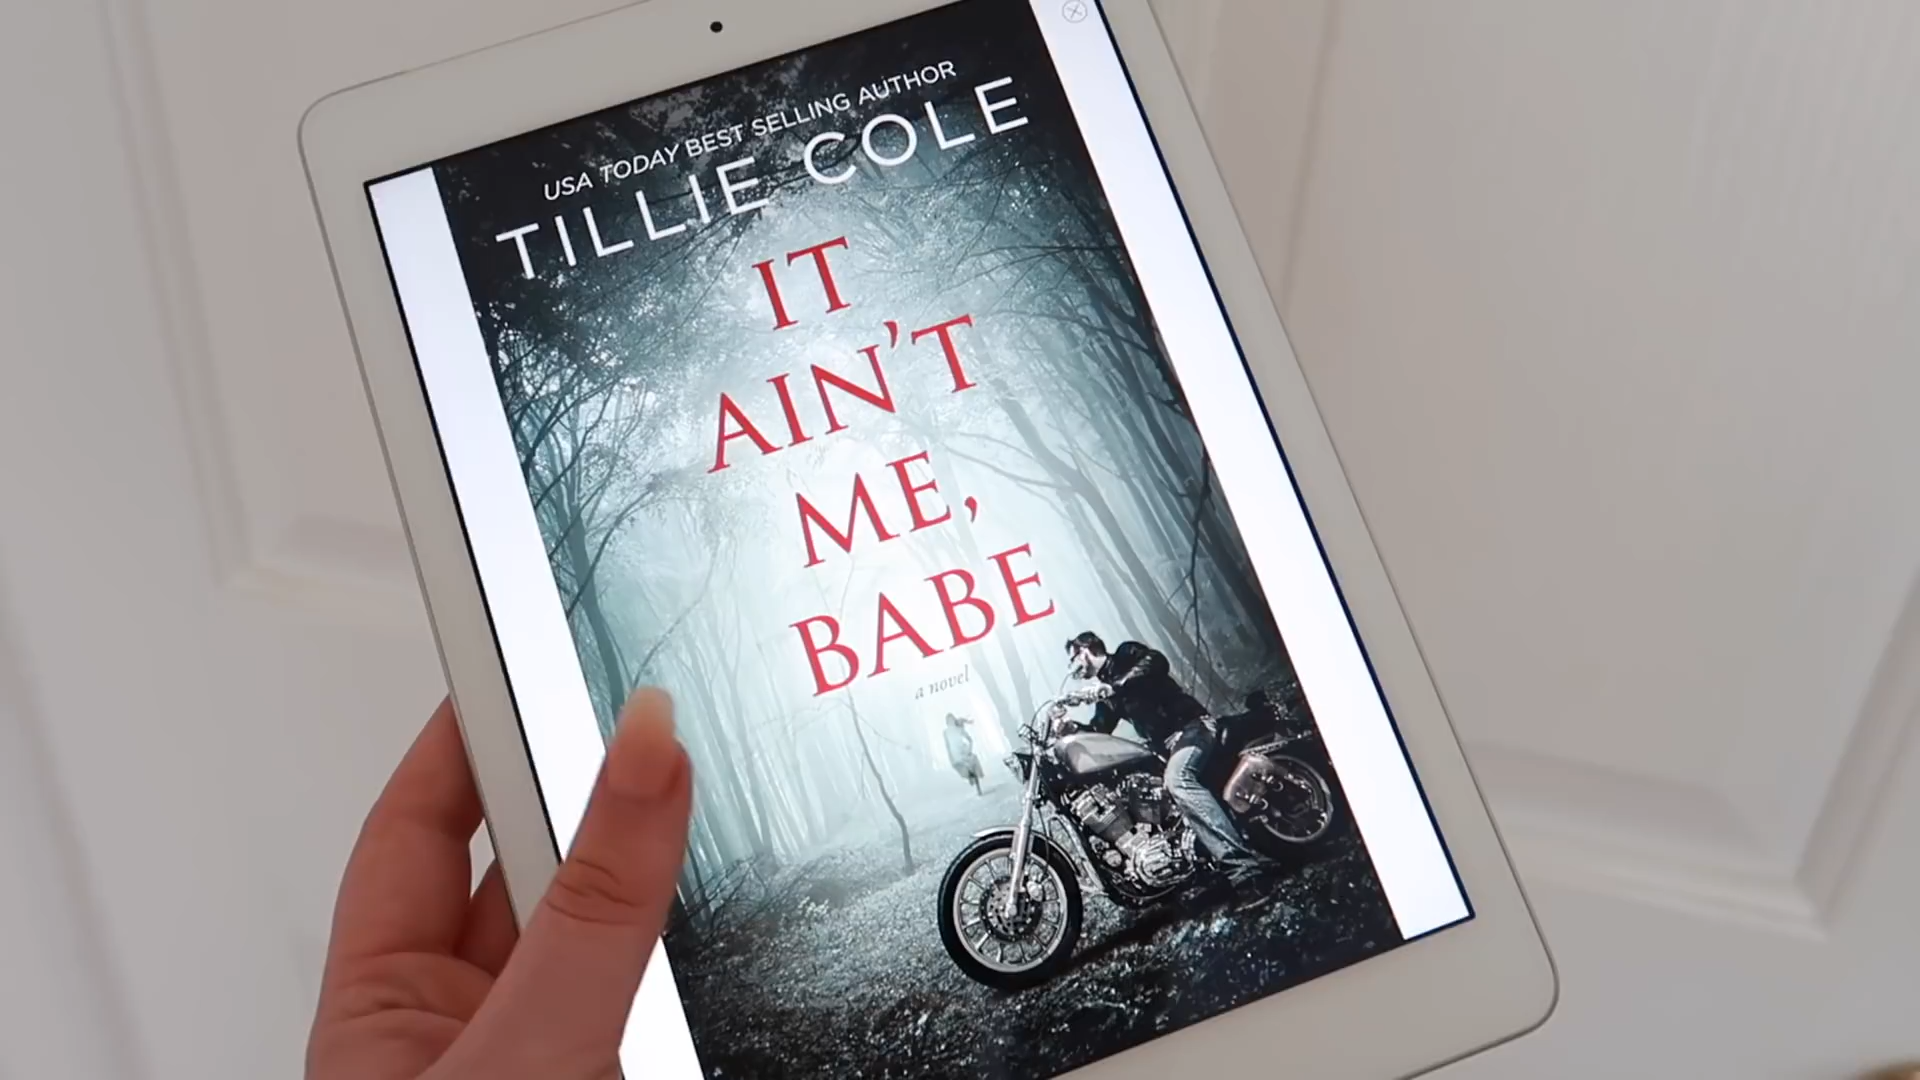 USA TODAY BEST SELLING AUTHOR
TILLIE COLE
IT
AIN'T
ME,
BABE
a novel